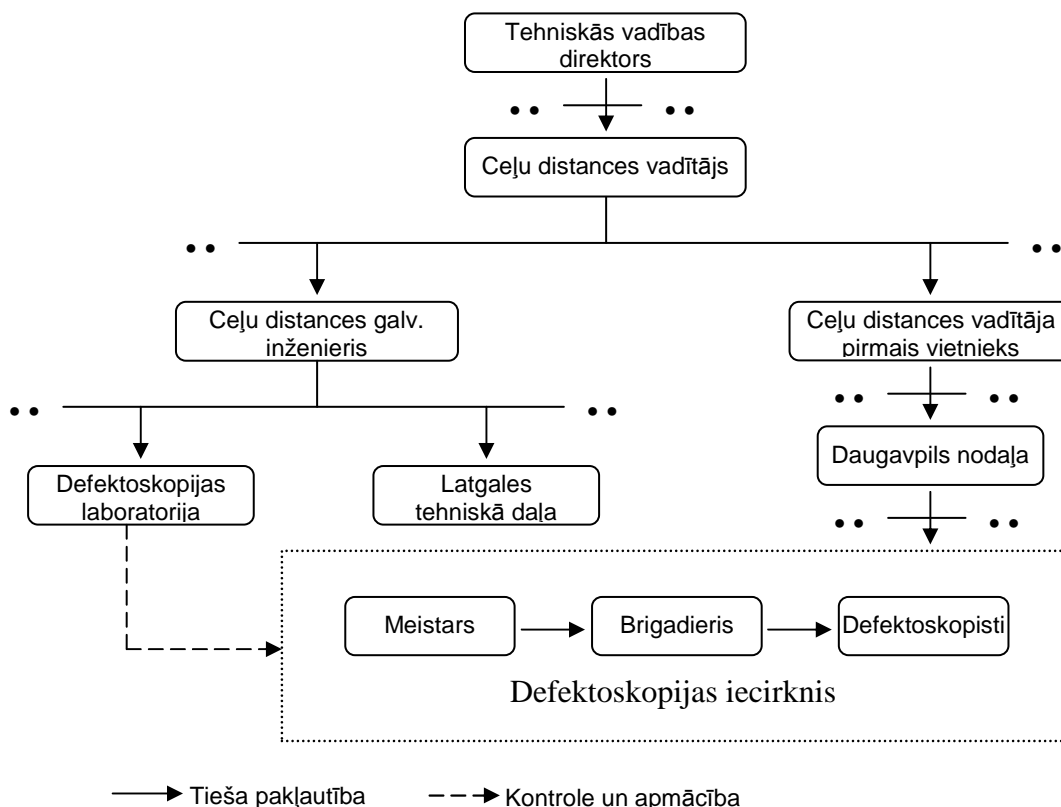 Tehniskās vadības
direktors
Ceļu distances vadītājs
Ceļu distances galv.
inženieris
Ceļu distances vadītāja
pirmais vietnieks
Daugavpils nodaļa
Defektoskopijas
laboratorija
Latgales
tehniskā daļa
Meistars
Brigadieris
Defektoskopisti
Defektoskopijas iecirknis
Tieša pakļautība
Kontrole un apmācība